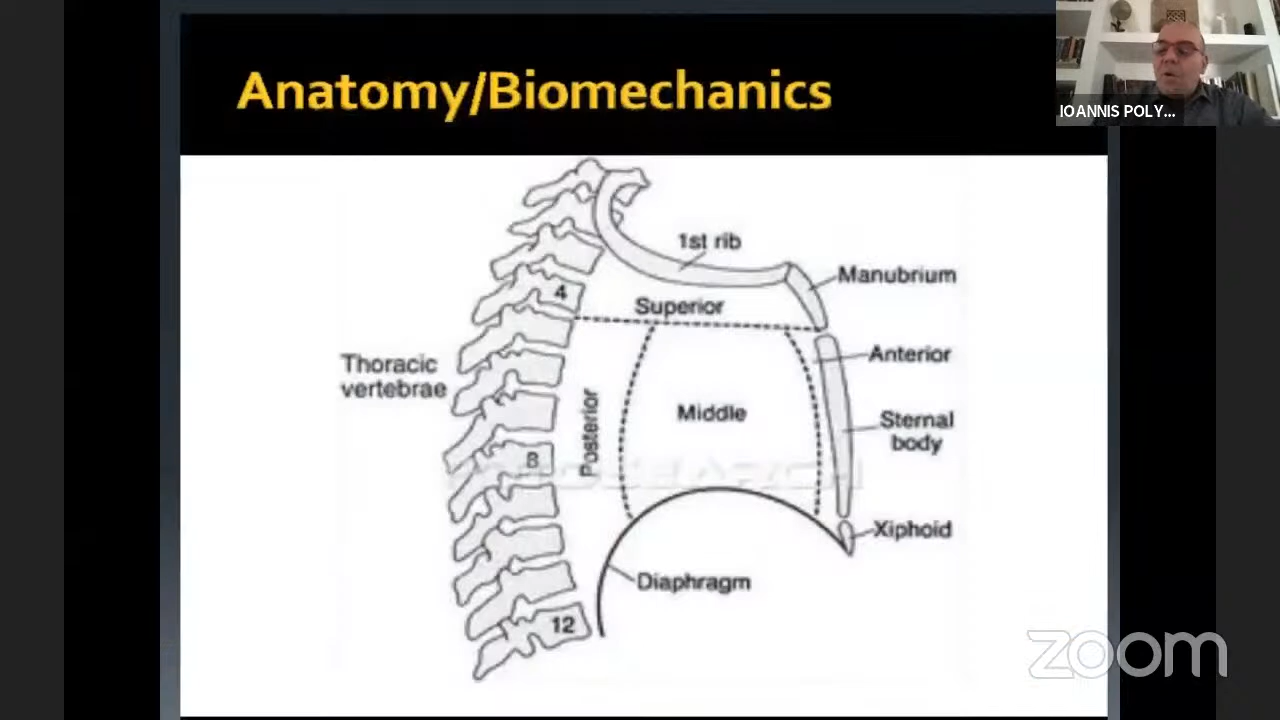 Anatomy/Biomechanics
IOANNIS POLY...
1st rib
Manubrium
4
Superior
Thoracic
vertebrae
Anterior
Posterior
Middle
Sternal
body
8
Xiphoid
Diaphragm
12
zoom